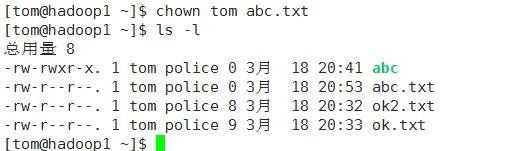 [tom@hadoop1 ~]$ chown tom abc.txt
[tom@hadoop1 ~]$ ls -l
总用量 8
-rw-rwxr-x. 1 tom police 0 3月  18 20:41 abc
-rw-r--r--. 1 tom police 0 3月  18 20:53 abc.txt
-rw-r--r--. 1 tom police 8 3月  18 20:32 ok2.txt
-rw-r--r--. 1 tom police 9 3月  18 20:33 ok.txt
[tom@hadoop1 ~]$